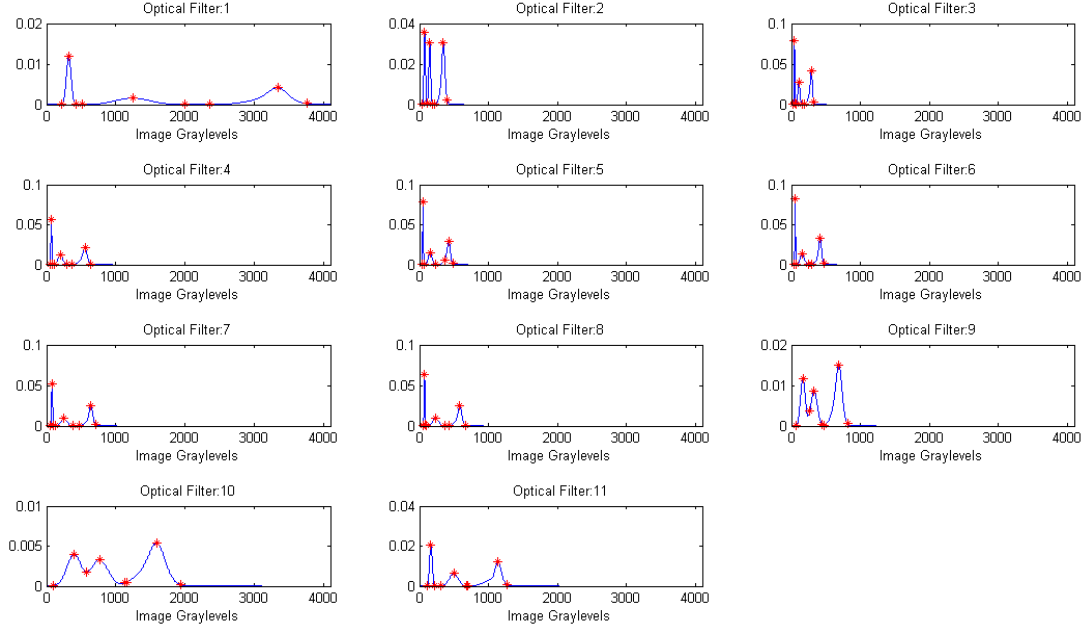 Optical Filter:1
0.02
0.01
0
0 1000 2000 3000 4000
Image Graylevels
Optical Filter:2
0.04
0.02
0
0 1000 2000 3000 4000
Image Graylevels
Optical Filter:3
0.1
0.05
0
0 1000 2000 3000 4000
Image Graylevels
Optical Filter:4
0.1
0.05
0
0 1000 2000 3000 4000
Image Graylevels
Optical Filter:5
0.1
0.05
0
0 1000 2000 3000 4000
Image Graylevels
Optical Filter:6
0.1
0.05
0
0 1000 2000 3000 4000
Image Graylevels
Optical Filter:7
0.1
0.05
0
0 1000 2000 3000 4000
Image Graylevels
Optical Filter:8
0.1
0.05
0
0 1000 2000 3000 4000
Image Graylevels
Optical Filter:9
0.02
0.01
0
0 1000 2000 3000 4000
Image Graylevels
Optical Filter:10
0.01
0.005
0
0 1000 2000 3000 4000
Image Graylevels
Optical Filter:11
0.04
0.02
0
0 1000 2000 3000 4000
Image Graylevels